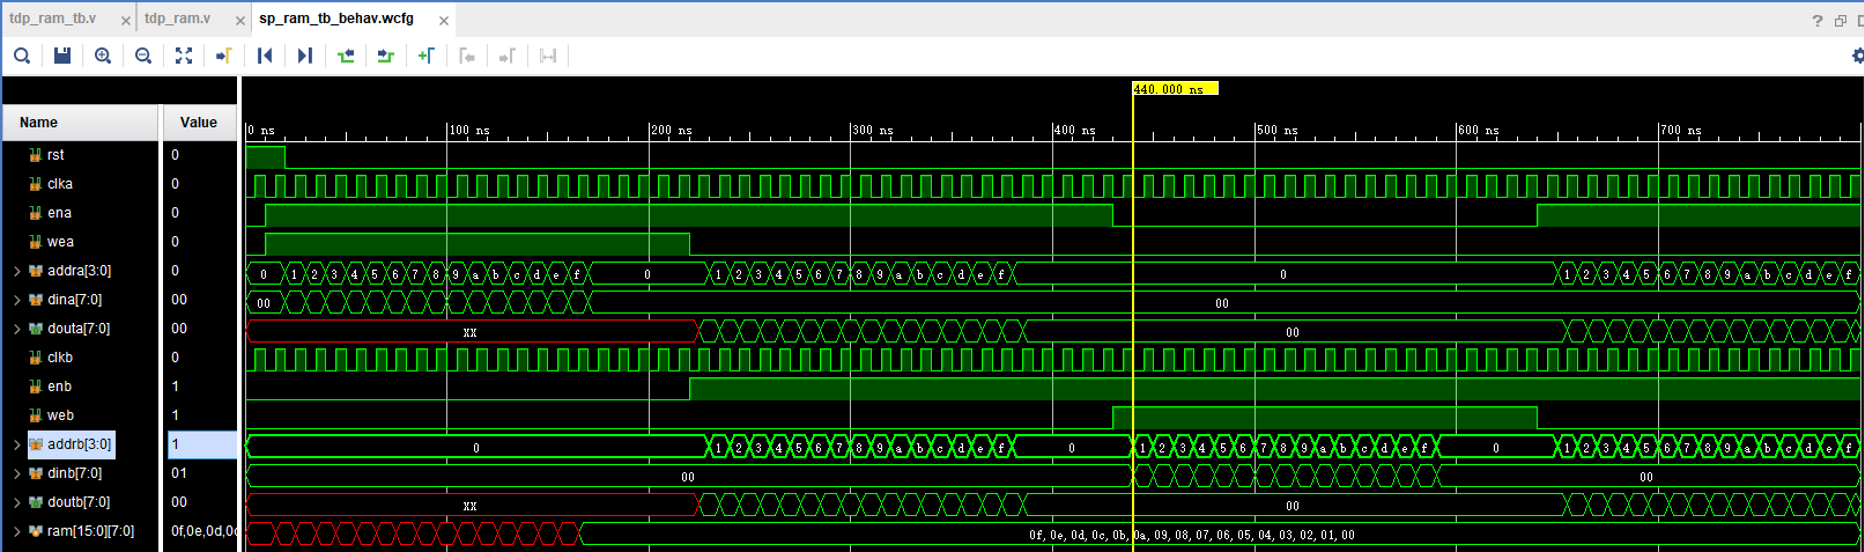 tdp_ram_tb.v × tdp_ram.v × sp_ram_tb_behav.wcfg ×
?
440.000 ns
Name Value
0 ns 100 ns 200 ns 300 ns 400 ns 500 ns 600 ns 700 ns
rst 0
clka 0
ena 0
wea 0
addra[3:0] 0 0 1 2 3 4 5 6 7 8 9 a b c d e f 0 1 2 3 4 5 6 7 8 9 a b c d e f 0 1 2 3 4 5 6 7 8 9 a b c d e f
dina[7:0] 00 00 00
douta[7:0] 00 XX 00
clkb 0
enb 1
web 1
addrb[3:0] 1 0 1 2 3 4 5 6 7 8 9 a b c d e f 0 1 2 3 4 5 6 7 8 9 a b c d e f 0 1 2 3 4 5 6 7 8 9 a b c d e f
dinb[7:0] 01 00 00
doutb[7:0] 00 XX 00
ram[15:0][7:0] 0f,0e,0d,0c 0f, 0e, 0d, 0c, 0b, 0a, 09, 08, 07, 06, 05, 04, 03, 02, 01, 00